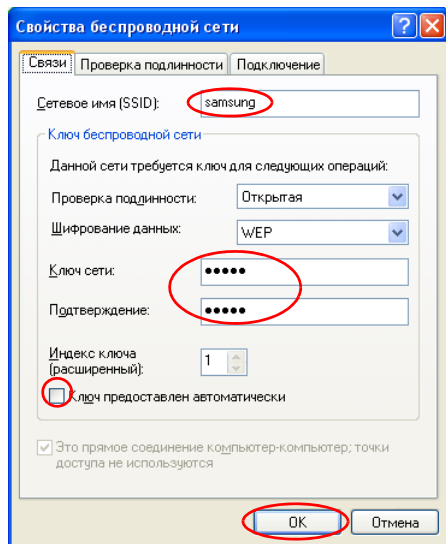 Свойства беспроводной сети
Связи Проверка подлинности Подключение
Сетевое имя (SSID): samsung
Ключ беспроводной сети
Данной сети требуется ключ для следующих операций:
Проверка подлинности: Открытая
Шифрование данных: WEP
Ключ сети: •••••
Подтверждение: •••••
Индекс ключа
(расширенный): 1
Ключ предоставлен автоматически
Это прямое соединение компьютер-компьютер; точки
доступа не используются
OK Отмена